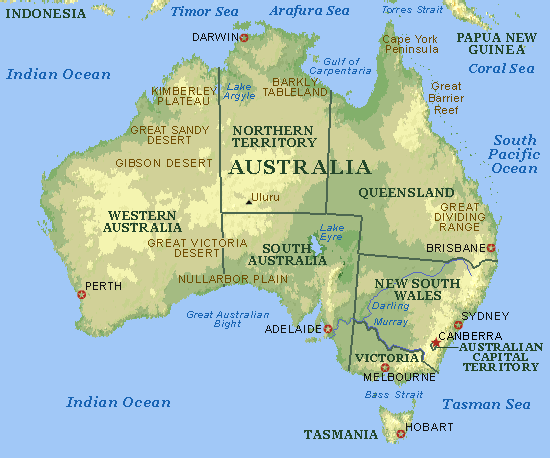 INDONESIA
Timor Sea
Arafura Sea
Torres Strait
DARWIN
Cape York
Peninsula
PAPUA NEW
GUINEA
Indian Ocean
Gulf of
Carpentaria
Coral Sea
KIMBERLEY
PLATEAU
Lake
Argyle
BARKLY
TABLELAND
Great
Barrier
Reef
GREAT SANDY
DESERT
NORTHERN
TERRITORY
South
Pacific
Ocean
GIBSON DESERT
AUSTRALIA
Uluru
QUEENSLAND
WESTERN
AUSTRALIA
GREAT
DIVIDING
RANGE
GREAT VICTORIA
DESERT
Lake
Eyre
SOUTH
AUSTRALIA
BRISBANE
NULLARBOR PLAIN
NEW SOUTH
WALES
PERTH
Darling
Great Australian
Bight
ADELAIDE
Murray
SYDNEY
CANBERRA
AUSTRALIAN
CAPITAL
TERRITORY
VICTORIA
MELBOURNE
Indian Ocean
Bass Strait
Tasman Sea
TASMANIA
HOBART